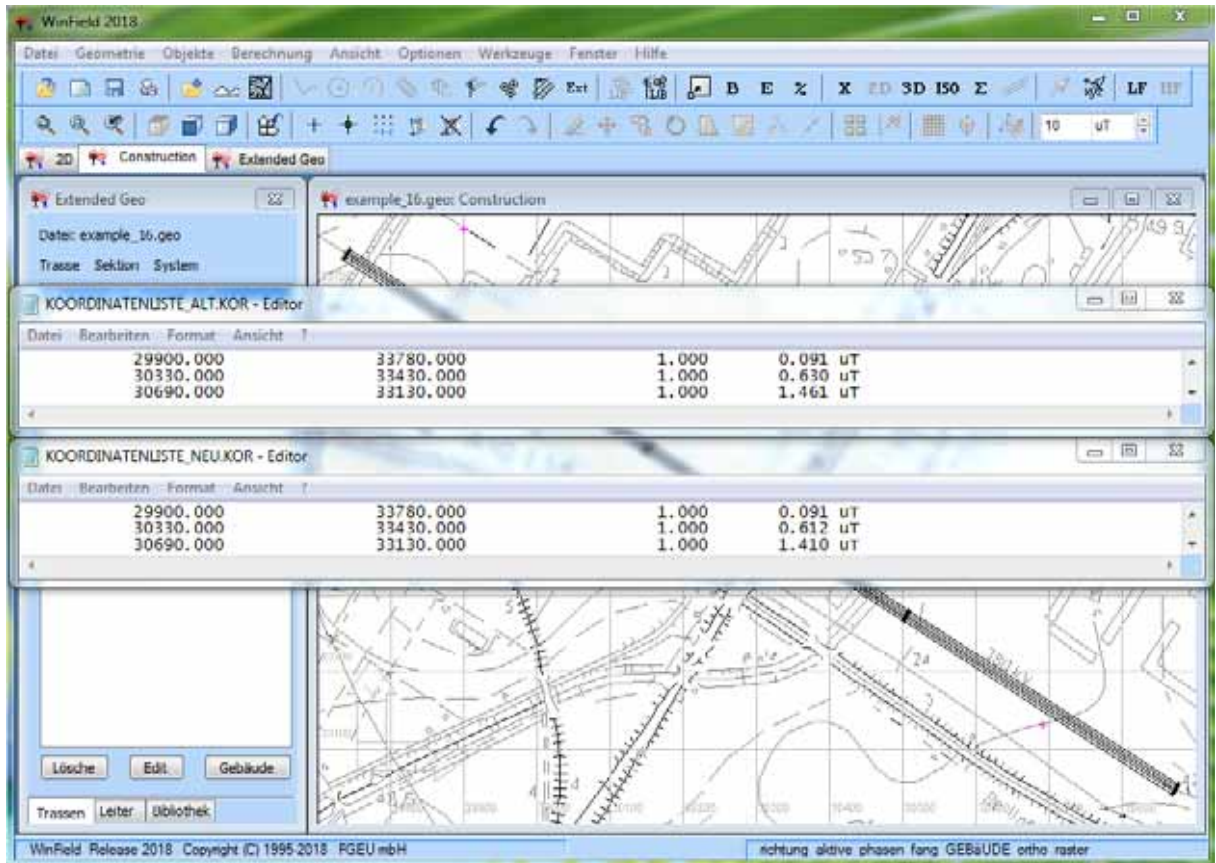 WinField 2018
Datei Geometrie Objekte Berechnung Ansicht Optionen Werkzeuge Fenster Hilfe
Ext B E % X 2D 3D ISO Σ LF HF
10 uT
2D Construction Extended Geo
Extended Geo
example_16.geo: Construction
Datei: example_16.geo
Trasse Sektion System
KOORDINATENLISTE_ALT.KOR - Editor
Datei Bearbeiten Format Ansicht ?
29900.000 33780.000 1.000 0.091 uT
30330.000 33430.000 1.000 0.630 uT
30690.000 33130.000 1.000 1.461 uT
KOORDINATENLISTE_NEU.KOR - Editor
Datei Bearbeiten Format Ansicht ?
29900.000 33780.000 1.000 0.091 uT
30330.000 33430.000 1.000 0.612 uT
30690.000 33130.000 1.000 1.410 uT
Lösche Edit Gebäude
Trassen Leiter Bibliothek
WinField Release 2018 Copyright (C) 1995-2018 FGEU mbH
richtung aktive phasen fang GEBäUDE ortho raster